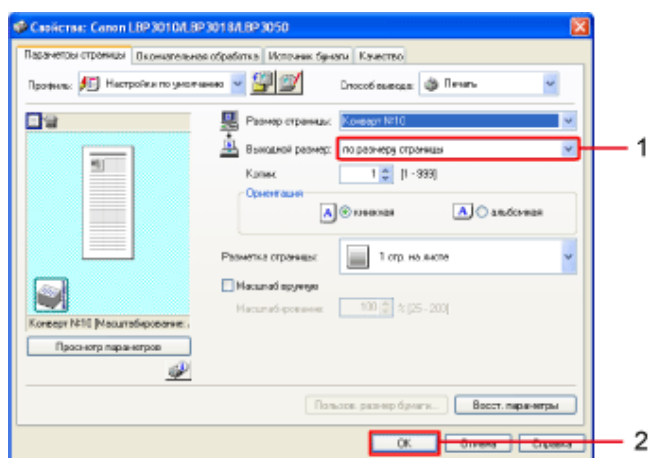 Свойства: Canon LBP3010/LBP3018/LBP3050
Параметры страницы Окончательная обработка Источник бумаги Качество
Профиль: Настройки по умолчанию Способ вывода: Печать
Размер страницы: Конверт №10
Выходной размер: по размеру страницы 1
Копии: 1 [1 - 999]
Ориентация
A книжная A альбомная
Разметка страницы: 1 стр. на листе
Масштаб вручную
Масштабирование: 100 % [25 - 200]
Конверт №10 [Масштабирование:
Просмотр параметров
Пользов. размер бумаги... Восст. параметры
OK Отмена Справка 2